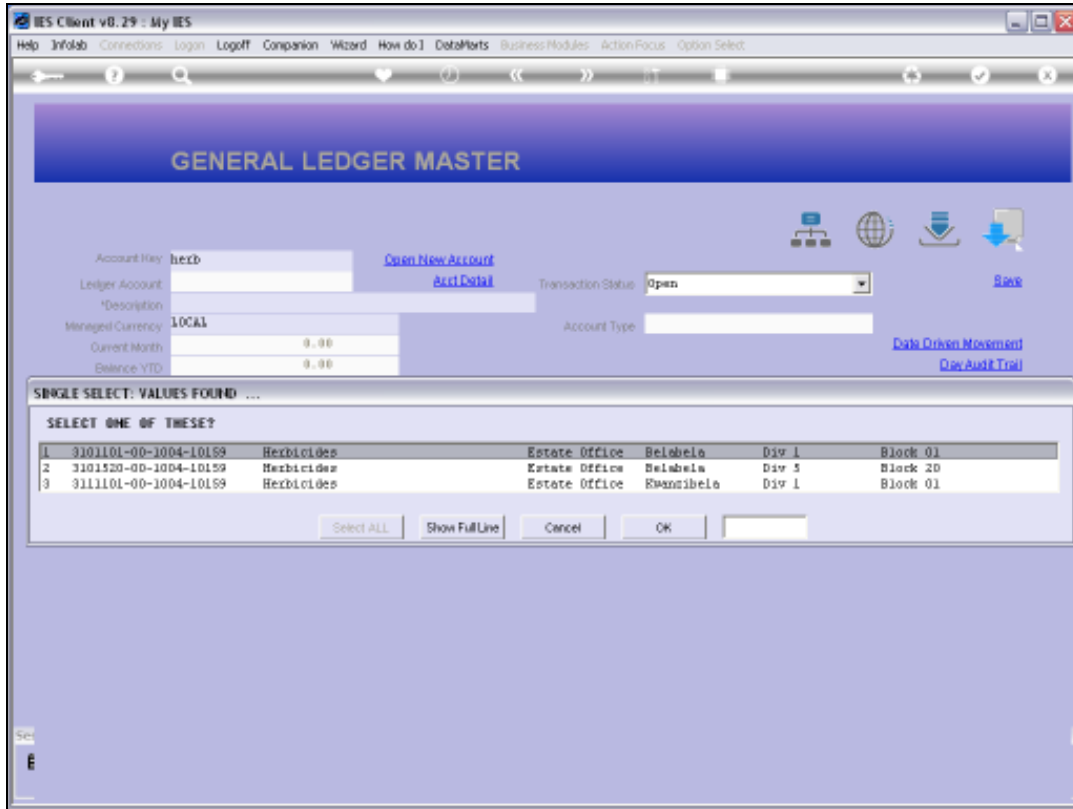 IES Client v8.29 : My IES
Help Infolab Connections Logon Logoff Companion Wizard How do I DataMarts Business Modules Action Focus Option Select
GENERAL LEDGER MASTER
Account Key herb Open New Account
Ledger Account Acct Detail Transaction Status Open Save
*Description
Managed Currency LOCAL Account Type
Current Month 0.00 Date Driven Movement
Balance YTD 0.00 Day Audit Trail
SINGLE SELECT: VALUES FOUND ...
SELECT ONE OF THESE?
1 3101101-00-1004-10159 Herbicides Estate Office Belabela Div 1 Block 01
2 3101520-00-1004-10159 Herbicides Estate Office Belabela Div 5 Block 20
3 3111101-00-1004-10159 Herbicides Estate Office Kwanzibela Div 1 Block 01
Select ALL Show Full Line Cancel OK